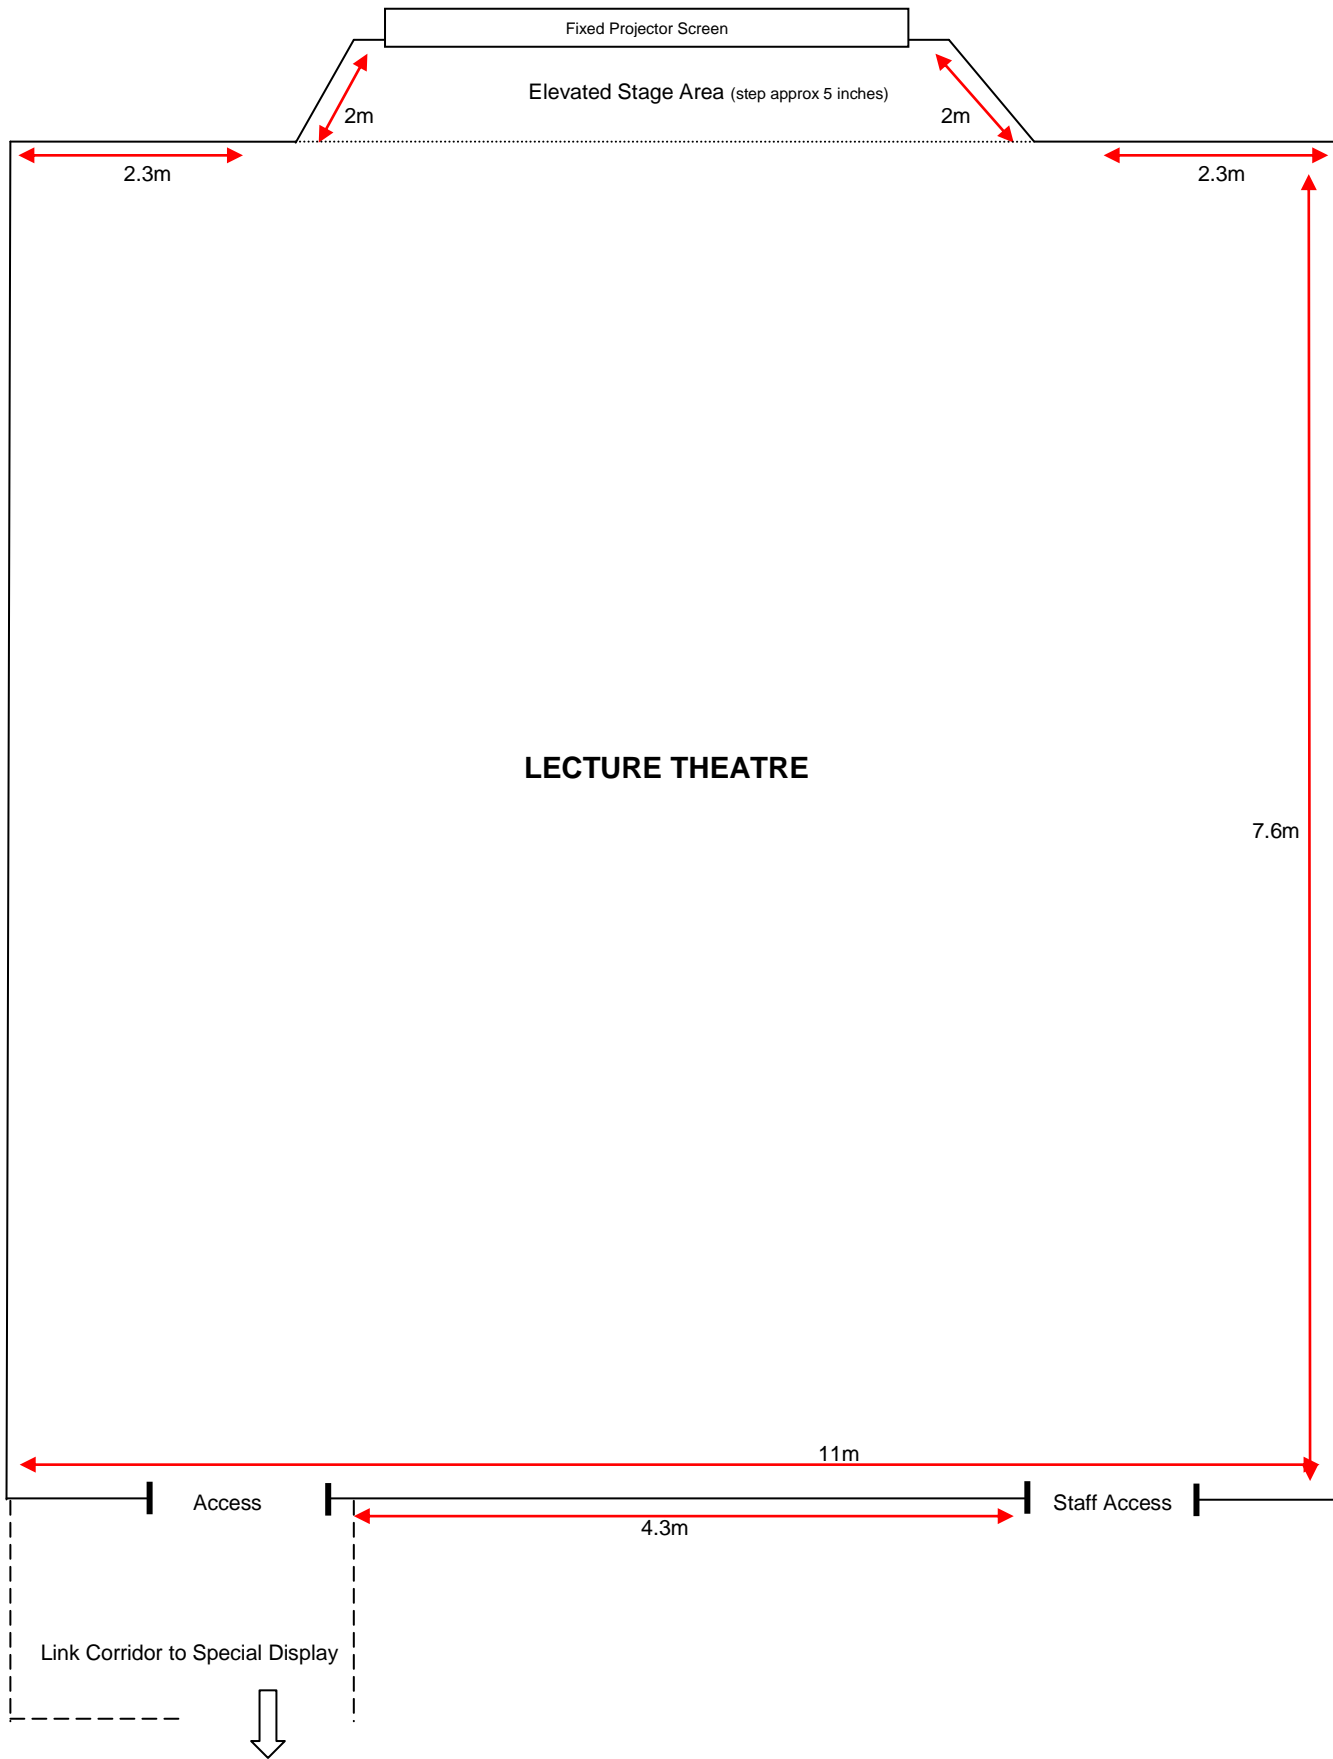 Fixed Projector Screen
Elevated Stage Area (step approx 5 inches)
2m
2m
2.3m
2.3m
LECTURE THEATRE
7.6m
11m
Access
Staff Access
4.3m
Link Corridor to Special Display